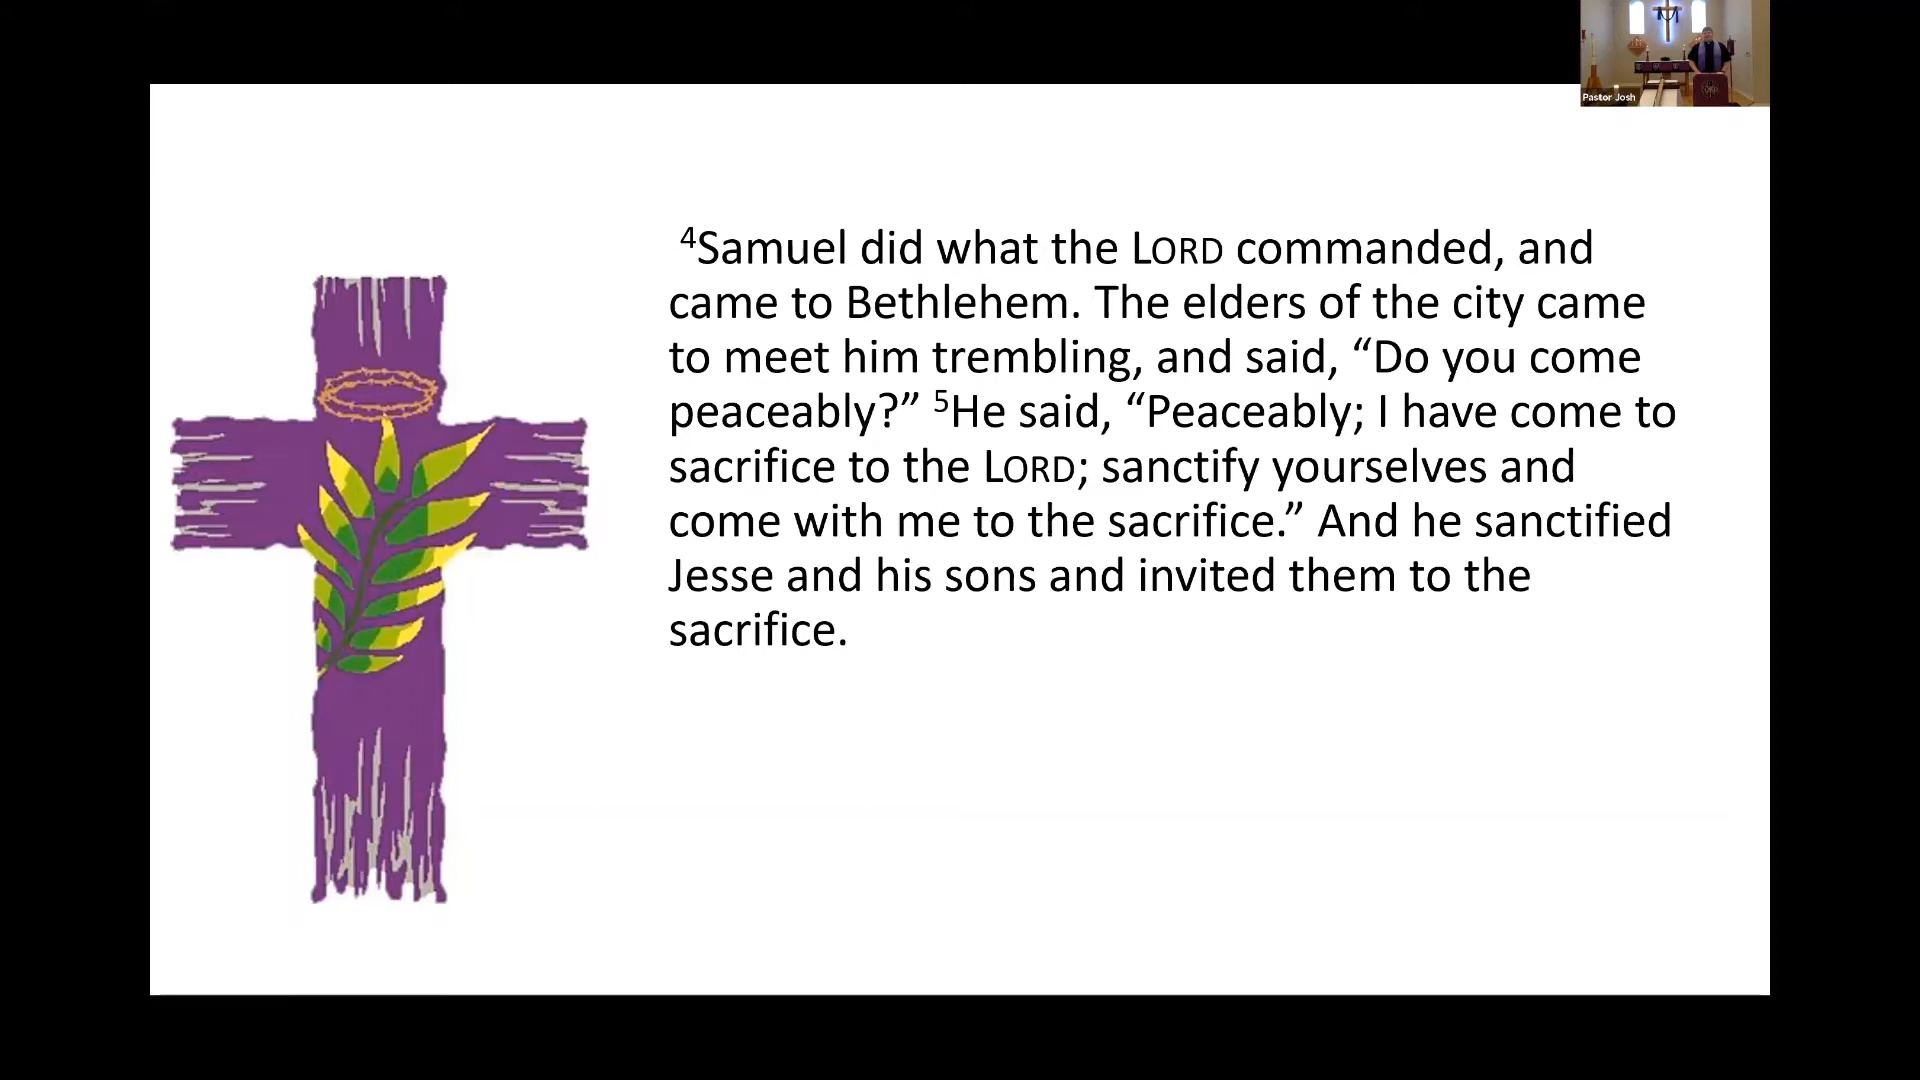 Pastor Josh
⁴Samuel did what the LORD commanded, and
came to Bethlehem. The elders of the city came
to meet him trembling, and said, “Do you come
peaceably?” ⁵He said, “Peaceably; I have come to
sacrifice to the LORD; sanctify yourselves and
come with me to the sacrifice.” And he sanctified
Jesse and his sons and invited them to the
sacrifice.